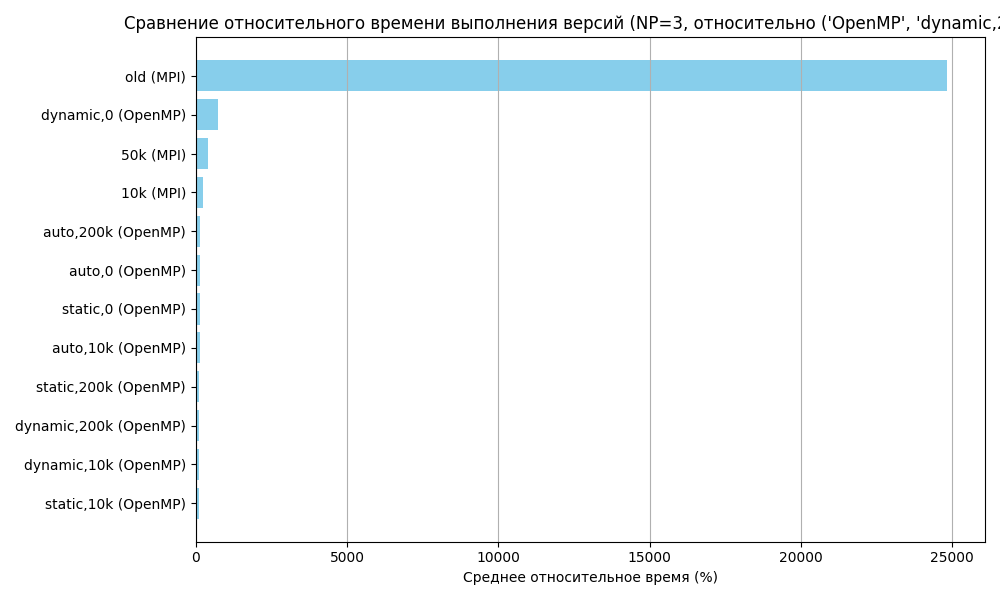 Сравнение относительного времени выполнения версий (NP=3, относительно ('OpenMP', 'dynamic,2
old (MPI)
dynamic,0 (OpenMP)
50k (MPI)
10k (MPI)
auto,200k (OpenMP)
auto,0 (OpenMP)
static,0 (OpenMP)
auto,10k (OpenMP)
static,200k (OpenMP)
dynamic,200k (OpenMP)
dynamic,10k (OpenMP)
static,10k (OpenMP)
0 5000 10000 15000 20000 25000
Среднее относительное время (%)